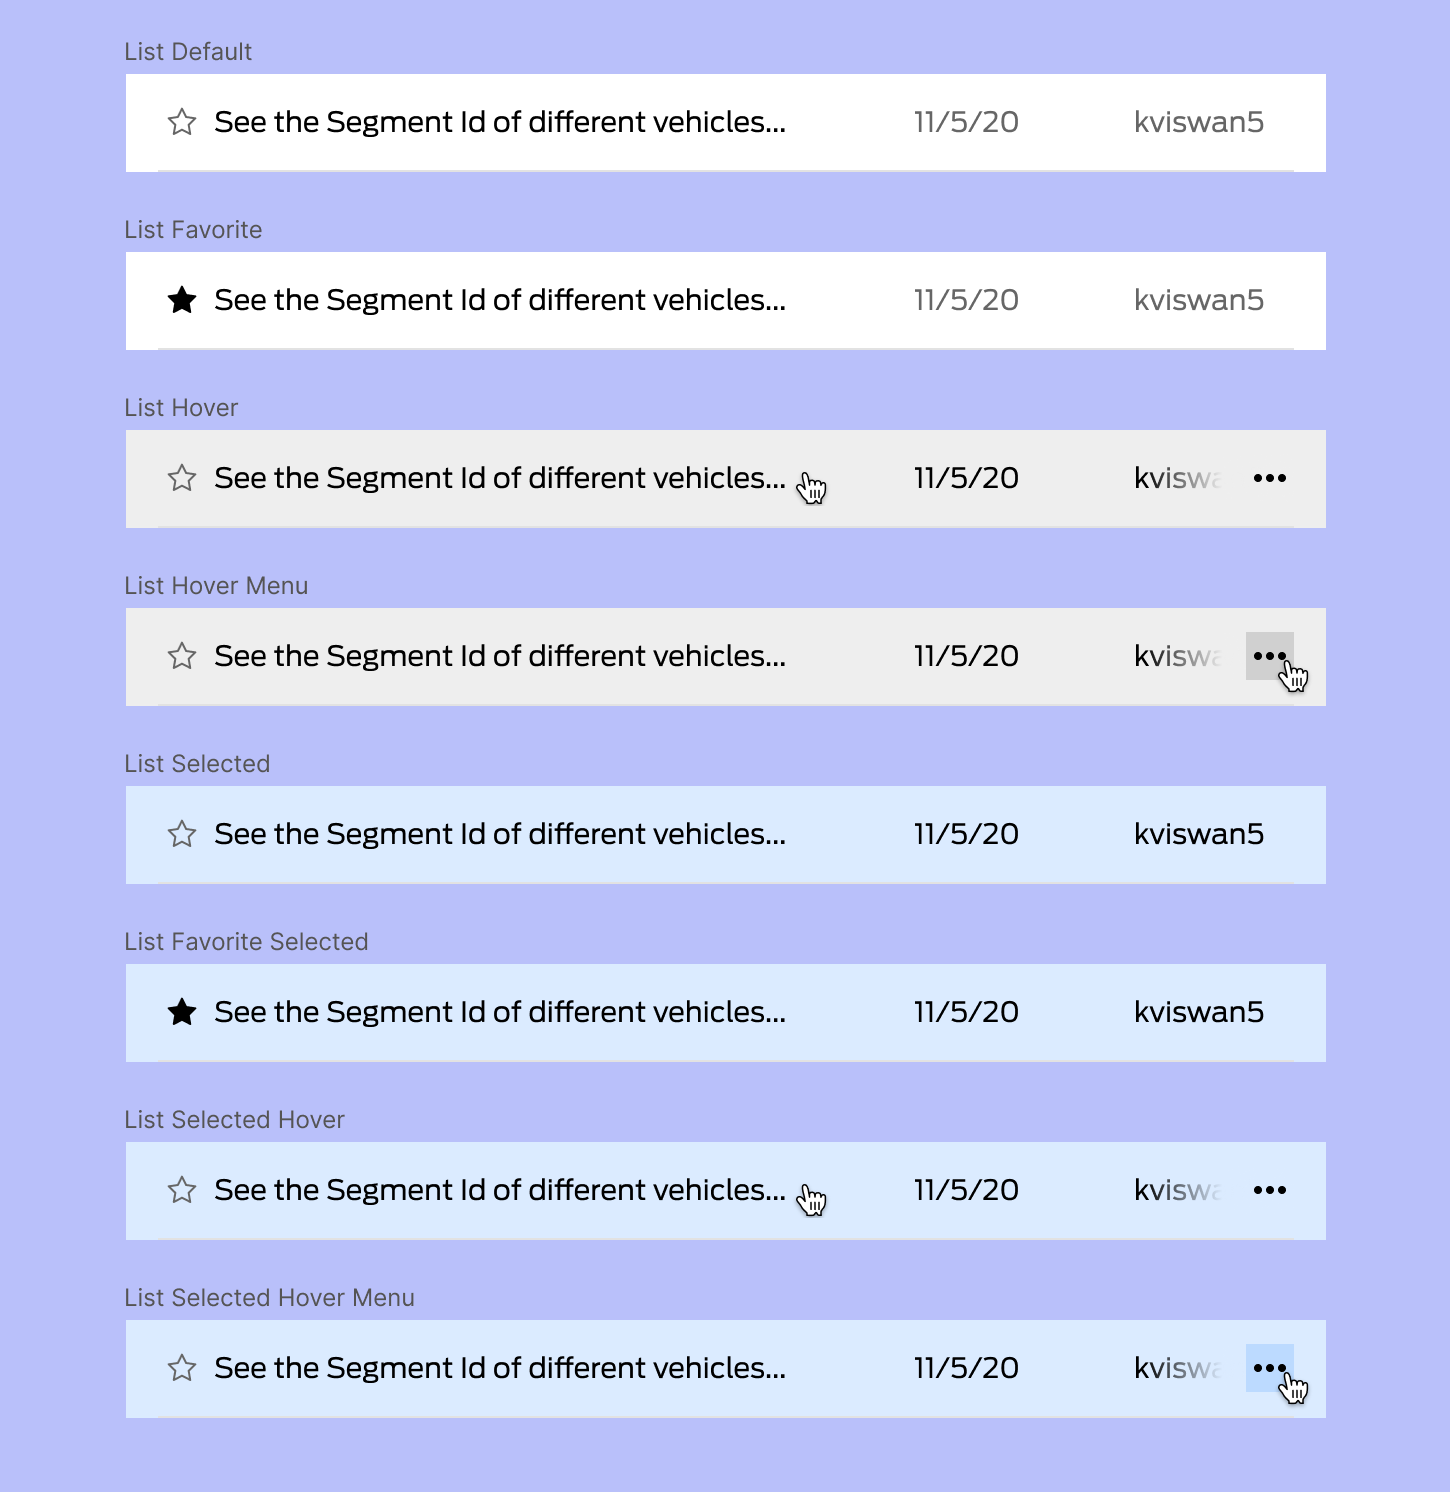 List Default
See the Segment Id of different vehicles... 11/5/20 kviswan5
List Favorite
See the Segment Id of different vehicles... 11/5/20 kviswan5
List Hover
See the Segment Id of different vehicles... 11/5/20 kviswa
List Hover Menu
See the Segment Id of different vehicles... 11/5/20 kviswa
List Selected
See the Segment Id of different vehicles... 11/5/20 kviswan5
List Favorite Selected
See the Segment Id of different vehicles... 11/5/20 kviswan5
List Selected Hover
See the Segment Id of different vehicles... 11/5/20 kviswa
List Selected Hover Menu
See the Segment Id of different vehicles... 11/5/20 kviswa